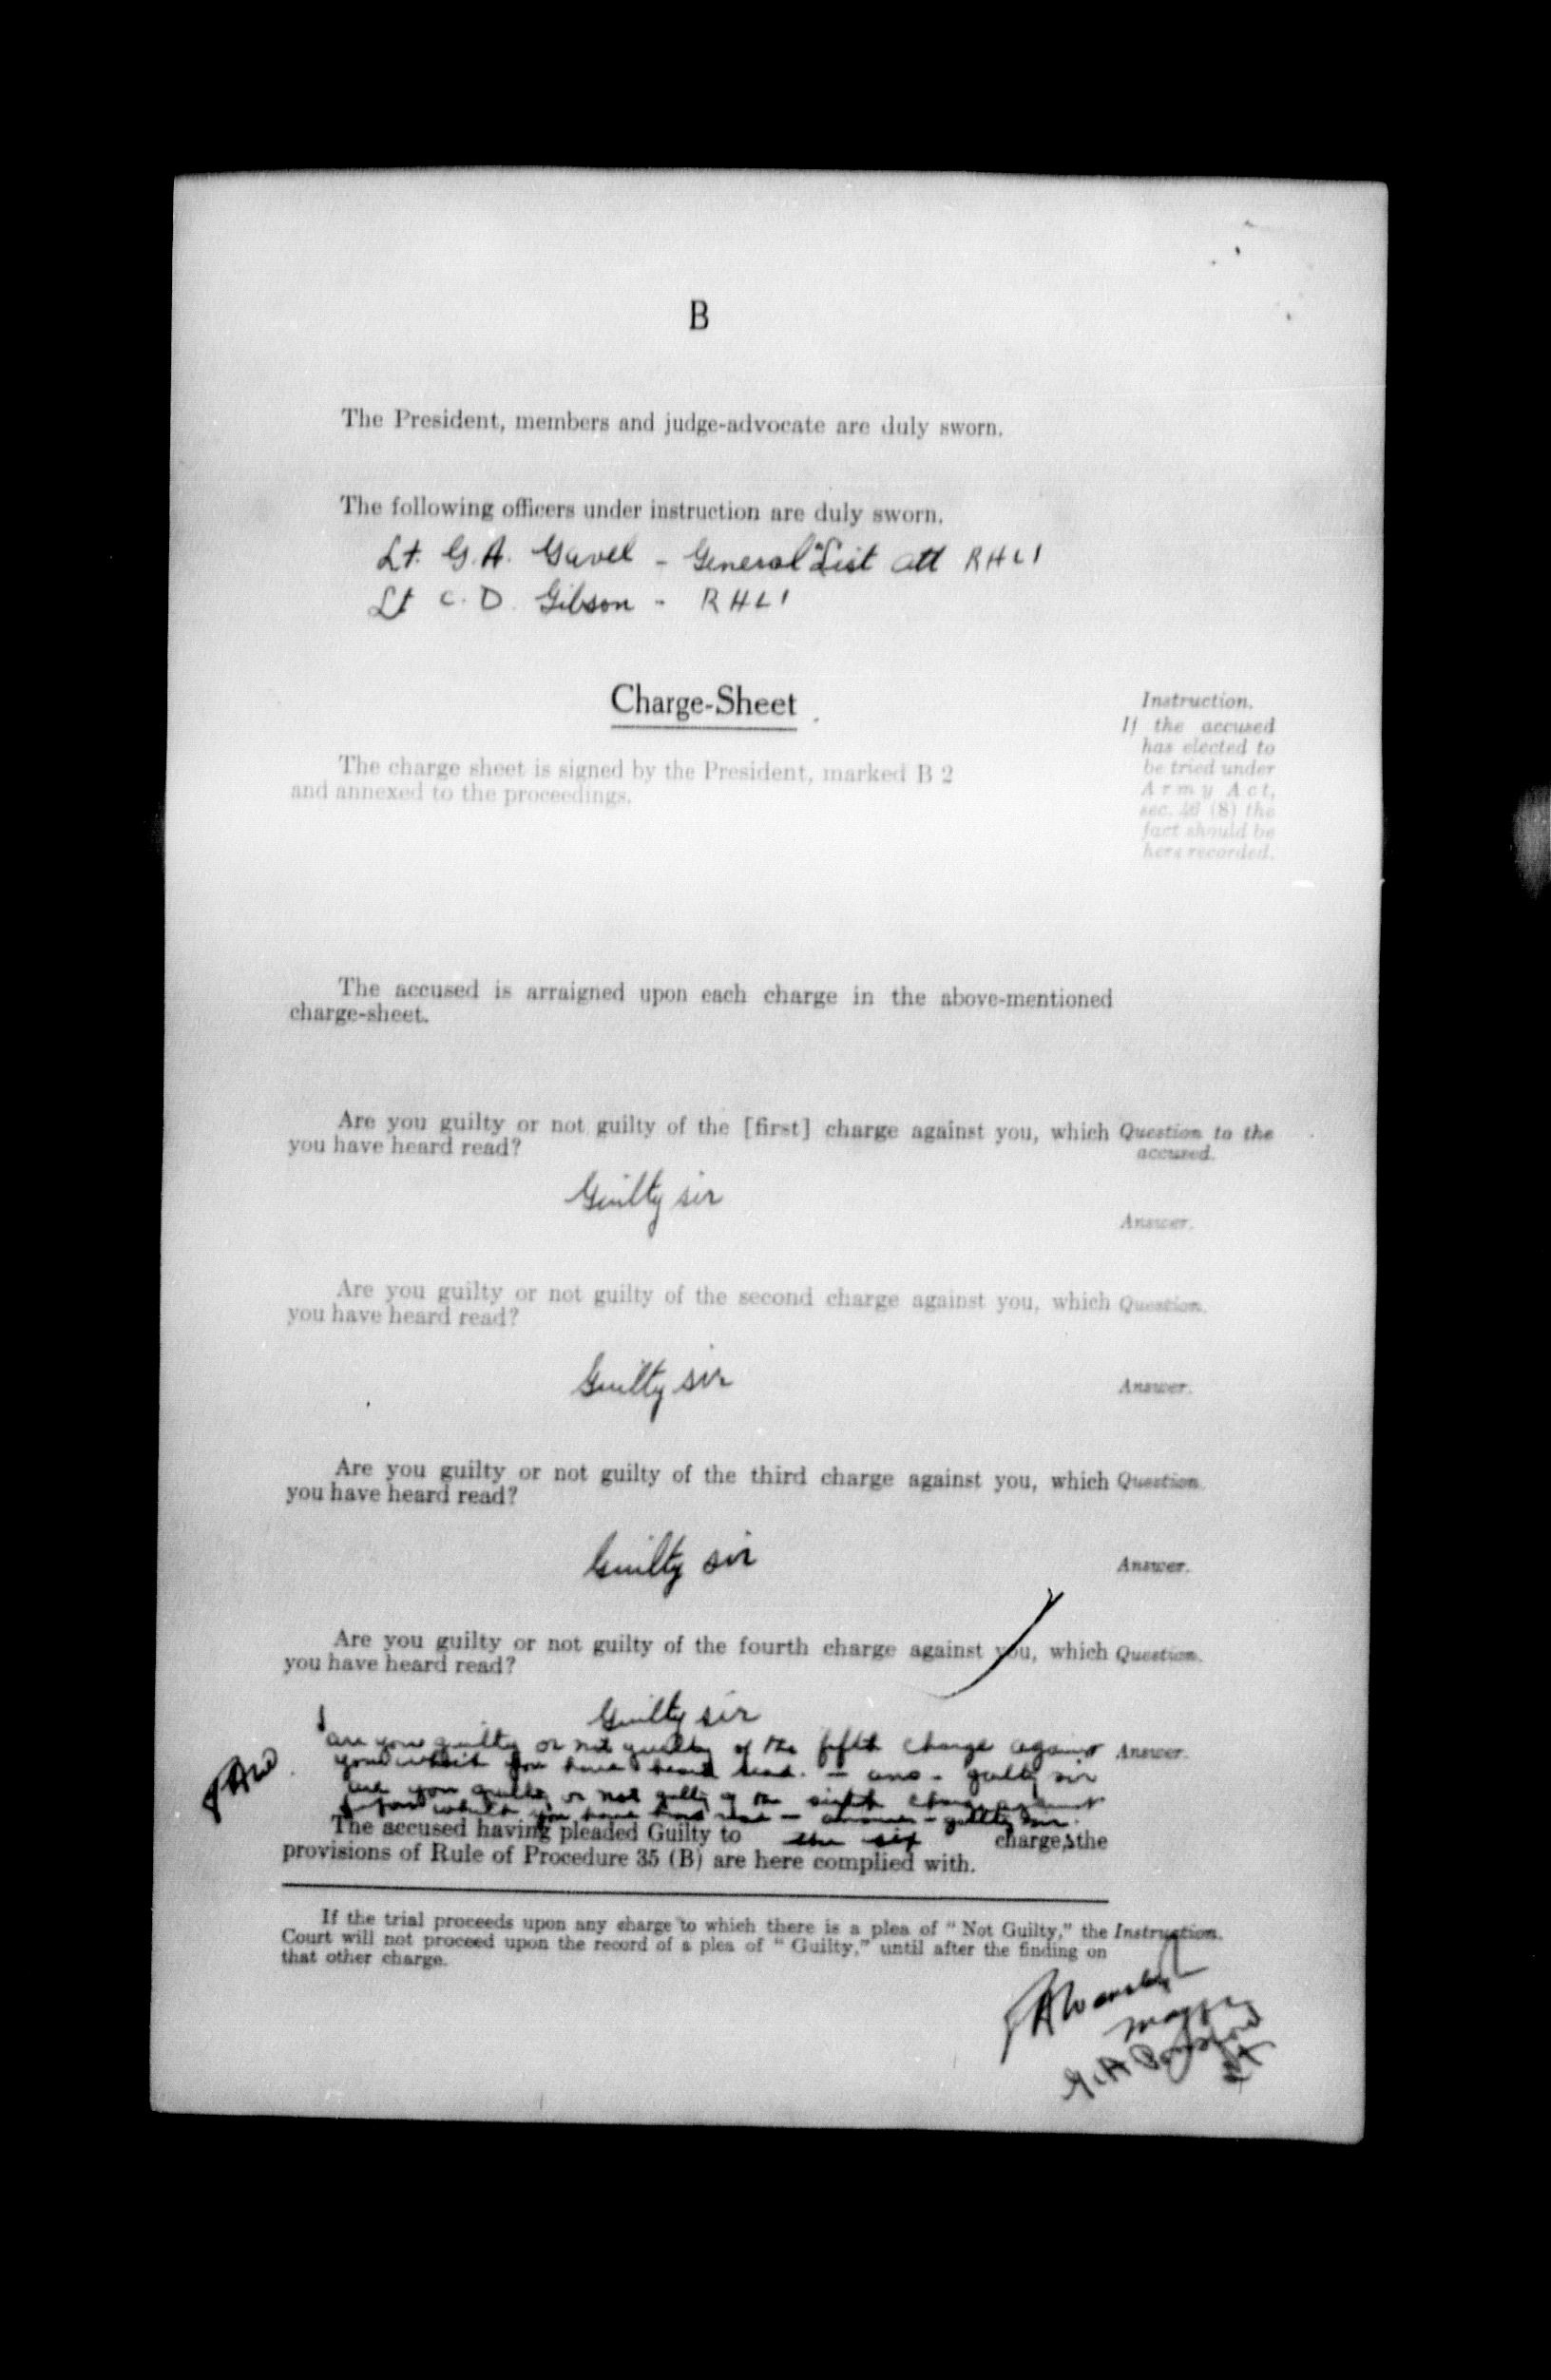 B
The President, members and judge-advocate are duly sworn.
The following officers under instruction are duly sworn.
Lt. G. A. Gavel - General List att RHLI
Lt C. D. Gibson - RHLI
Charge-Sheet
Instruction.
If the accused
has elected to
be tried under
Army Act,
sec. 46 (8) the
fact should be
here recorded.
The charge sheet is signed by the President, marked B 2
and annexed to the proceedings.
The accused is arraigned upon each charge in the above-mentioned
charge-sheet.
Are you guilty or not guilty of the [first] charge against you, which
you have heard read?
Question to the
accused.
Guilty sir
Answer.
Are you guilty or not guilty of the second charge against you, which
you have heard read?
Question.
Guilty sir
Answer.
Are you guilty or not guilty of the third charge against you, which
you have heard read?
Question.
Guilty sir
Answer.
Are you guilty or not guilty of the fourth charge against you, which
you have heard read?
Question.
Guilty sir
Answer.
are you guilty or not guilty of the fifth charge against
you which you have heard read. - ans - guilty sir
are you guilty or not guilty of the sixth charge against
which you have heard read - answer - guilty sir.
The accused having pleaded Guilty to the six charges, the
provisions of Rule of Procedure 35 (B) are here complied with.
If the trial proceeds upon any charge to which there is a plea of "Not Guilty," the
Court will not proceed upon the record of a plea of "Guilty," until after the finding on
that other charge.
Instruction.
Major
Lt